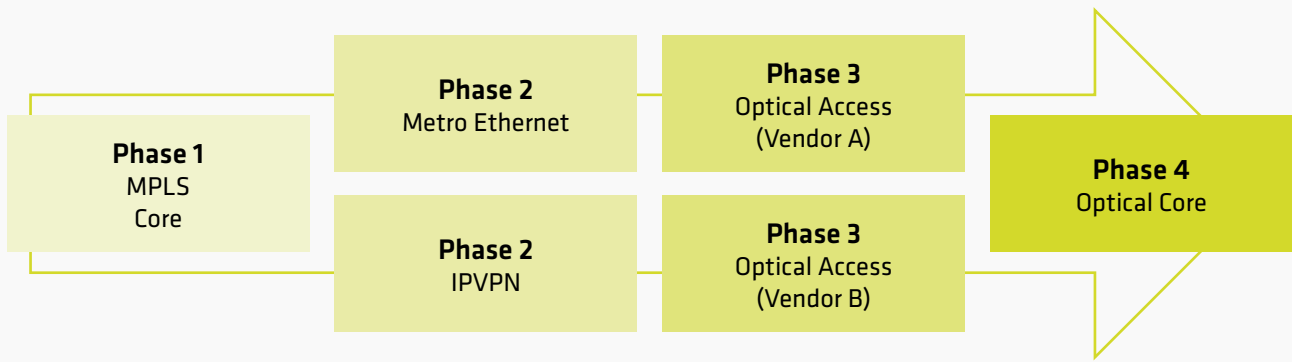 Phase 1
MPLS
Core
Phase 2
Metro Ethernet
Phase 2
IPVPN
Phase 3
Optical Access
(Vendor A)
Phase 3
Optical Access
(Vendor B)
Phase 4
Optical Core